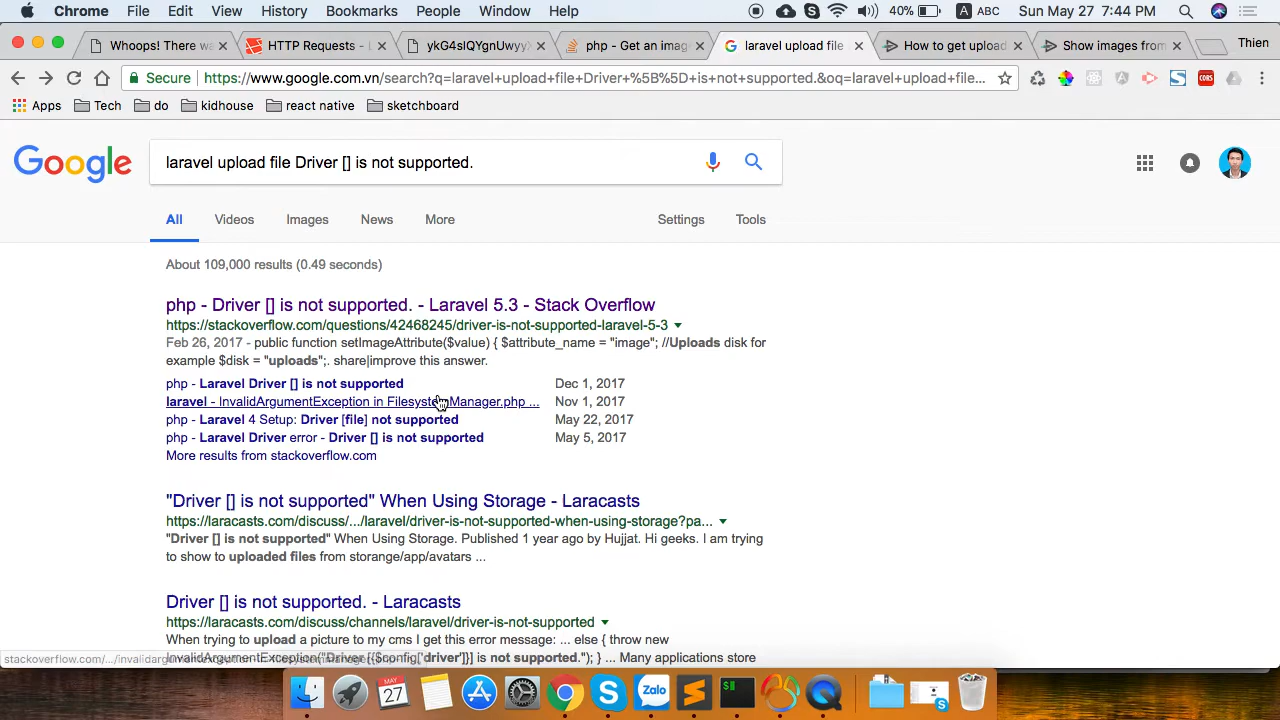 Chrome File Edit View History Bookmarks People Window Help 40% A ABC Sun May 27 7:44 PM
Whoops! There wa HTTP Requests - L ykG4slQYgnUwyyX php - Get an imag laravel upload file How to get upload Show images from Thien
Secure https://www.google.com.vn/search?q=laravel+upload+file+Driver+%5B%5D+is+not+supported.&oq=laravel+upload+file... CORS
Apps Tech do kidhouse react native sketchboard
Google laravel upload file Driver [] is not supported.
All Videos Images News More Settings Tools
About 109,000 results (0.49 seconds)
php - Driver [] is not supported. - Laravel 5.3 - Stack Overflow
https://stackoverflow.com/questions/42468245/driver-is-not-supported-laravel-5-3
Feb 26, 2017 - public function setImageAttribute($value) { $attribute_name = "image"; //Uploads disk for
example $disk = "uploads";. share|improve this answer.
php - Laravel Driver [] is not supported Dec 1, 2017
laravel - InvalidArgumentException in FilesystemManager.php ... Nov 1, 2017
php - Laravel 4 Setup: Driver [file] not supported May 22, 2017
php - Laravel Driver error - Driver [] is not supported May 5, 2017
More results from stackoverflow.com
"Driver [] is not supported" When Using Storage - Laracasts
https://laracasts.com/discuss/.../laravel/driver-is-not-supported-when-using-storage?pa...
"Driver [] is not supported" When Using Storage. Published 1 year ago by Hujjat. Hi geeks. I am trying
to show to uploaded files from storange/app/avatars ...
Driver [] is not supported. - Laracasts
https://laracasts.com/discuss/channels/laravel/driver-is-not-supported
When trying to upload a picture to my cms I get this error message: ... else { throw new
InvalidArgumentException("Driver [{$config['driver']}] is not supported."); } ... Many applications store
27 Zalo